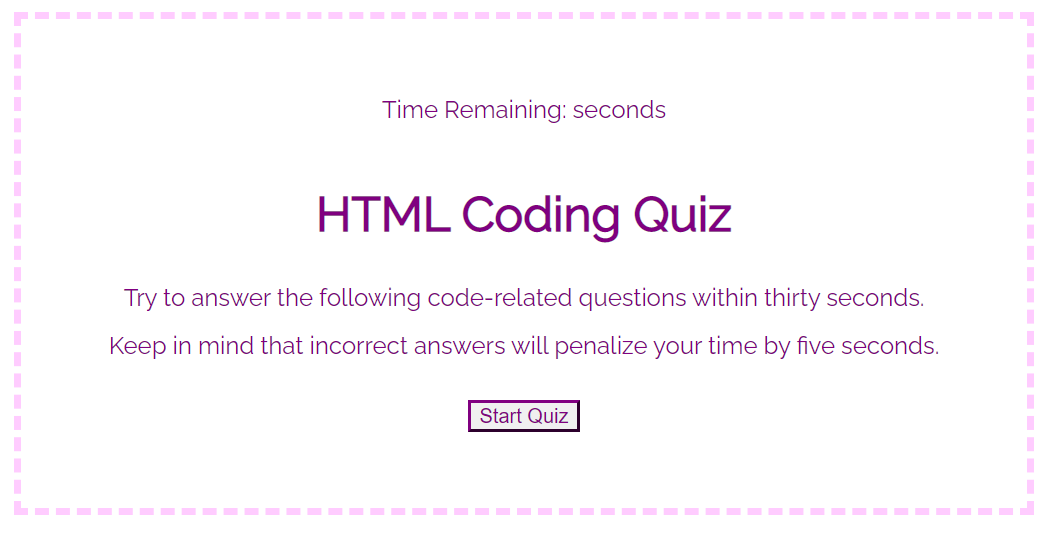 Time Remaining: seconds
HTML Coding Quiz
Try to answer the following code-related questions within thirty seconds.
Keep in mind that incorrect answers will penalize your time by five seconds.
Start Quiz